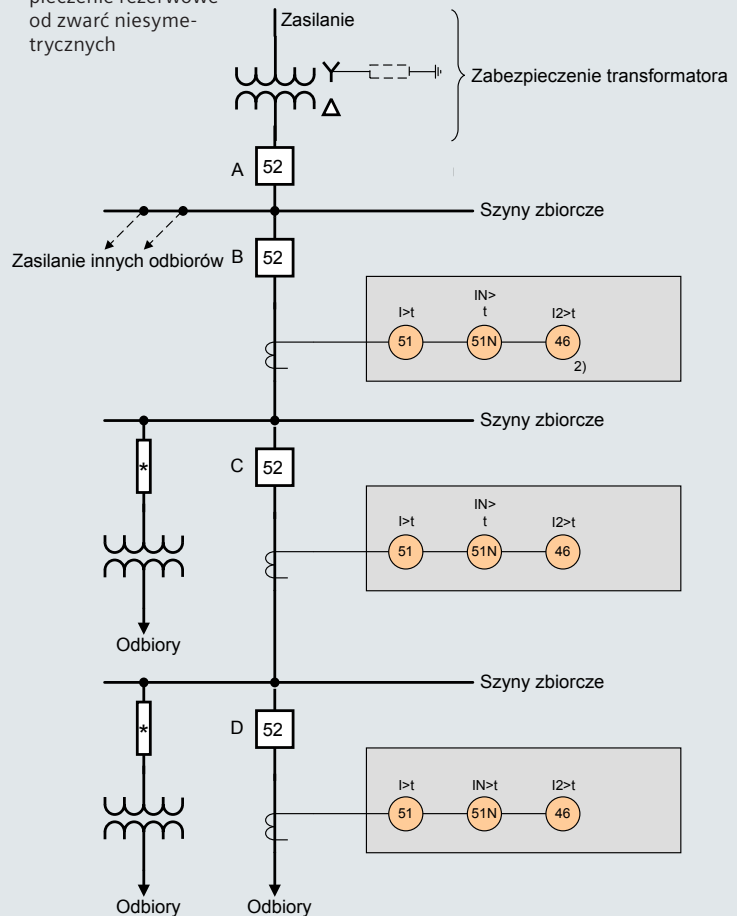 pieczenie rezerwowe
od zwarć niesyme-
trycznych
Zasilanie
Zabezpieczenie transformatora
A
52
Szyny zbiorcze
Zasilanie innych odbiorów
B
52
I>t
IN>
t
I2>t
51
51N
46
2)
Szyny zbiorcze
*
C
52
I>t
IN>
t
I2>t
51
51N
46
Odbiory
Szyny zbiorcze
*
D
52
I>t
IN>t
I2>t
51
51N
46
Odbiory
Odbiory